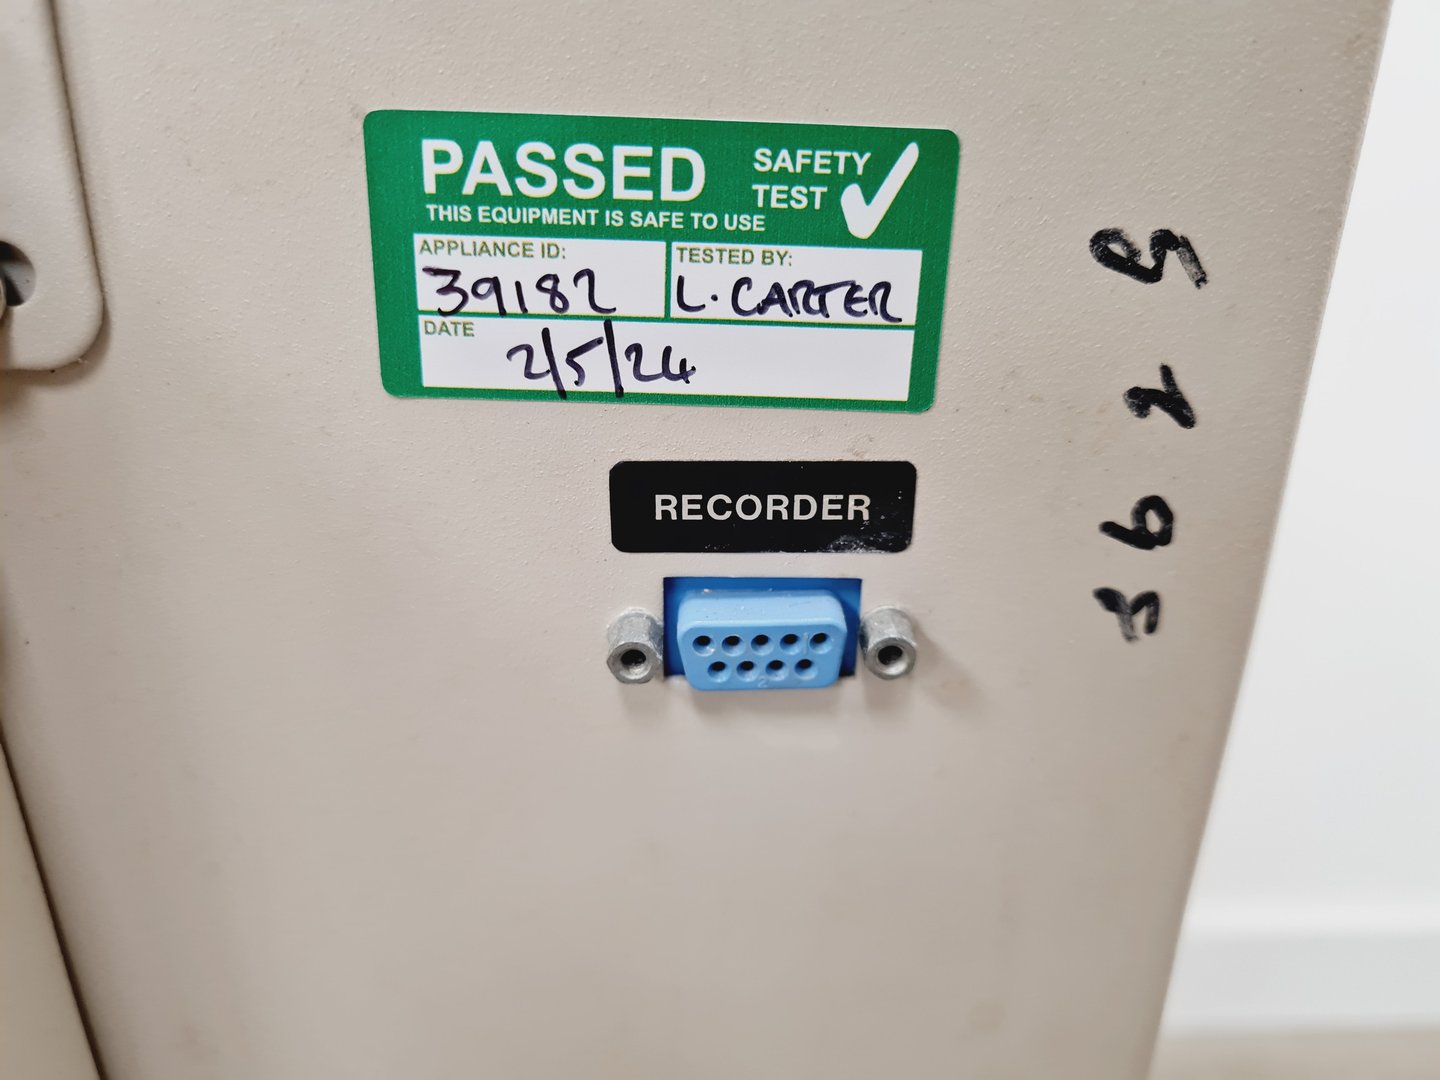 PASSED
SAFETY
TEST
THIS EQUIPMENT IS SAFE TO USE
APPLIANCE ID:
39182
TESTED BY:
L. CARTER
DATE
2/5/24
RECORDER
2